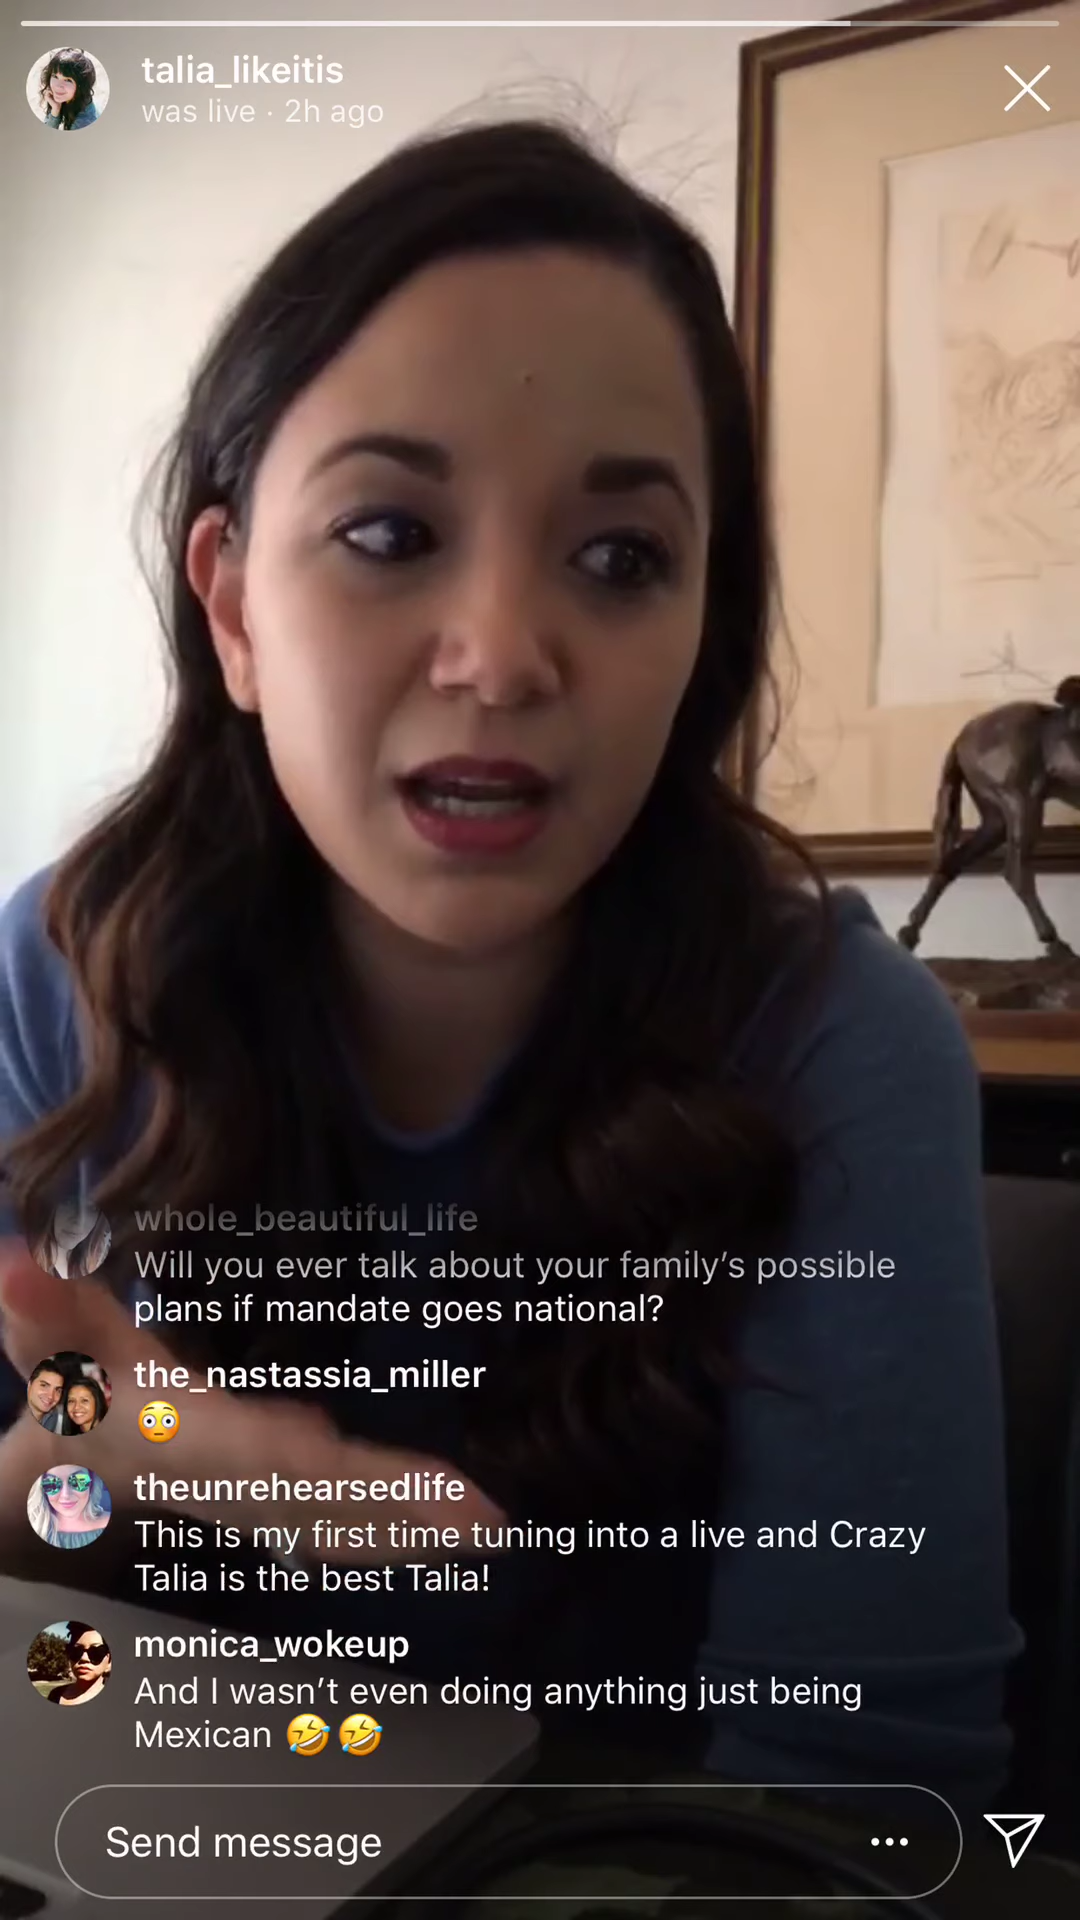 talia_likeitis
was live · 2h ago
whole_beautiful_life
Will you ever talk about your family’s possible
plans if mandate goes national?
the_nastassia_miller
😳
theunrehearsedlife
This is my first time tuning into a live and Crazy
Talia is the best Talia!
monica_wokeup
And I wasn’t even doing anything just being
Mexican 🤣🤣
Send message